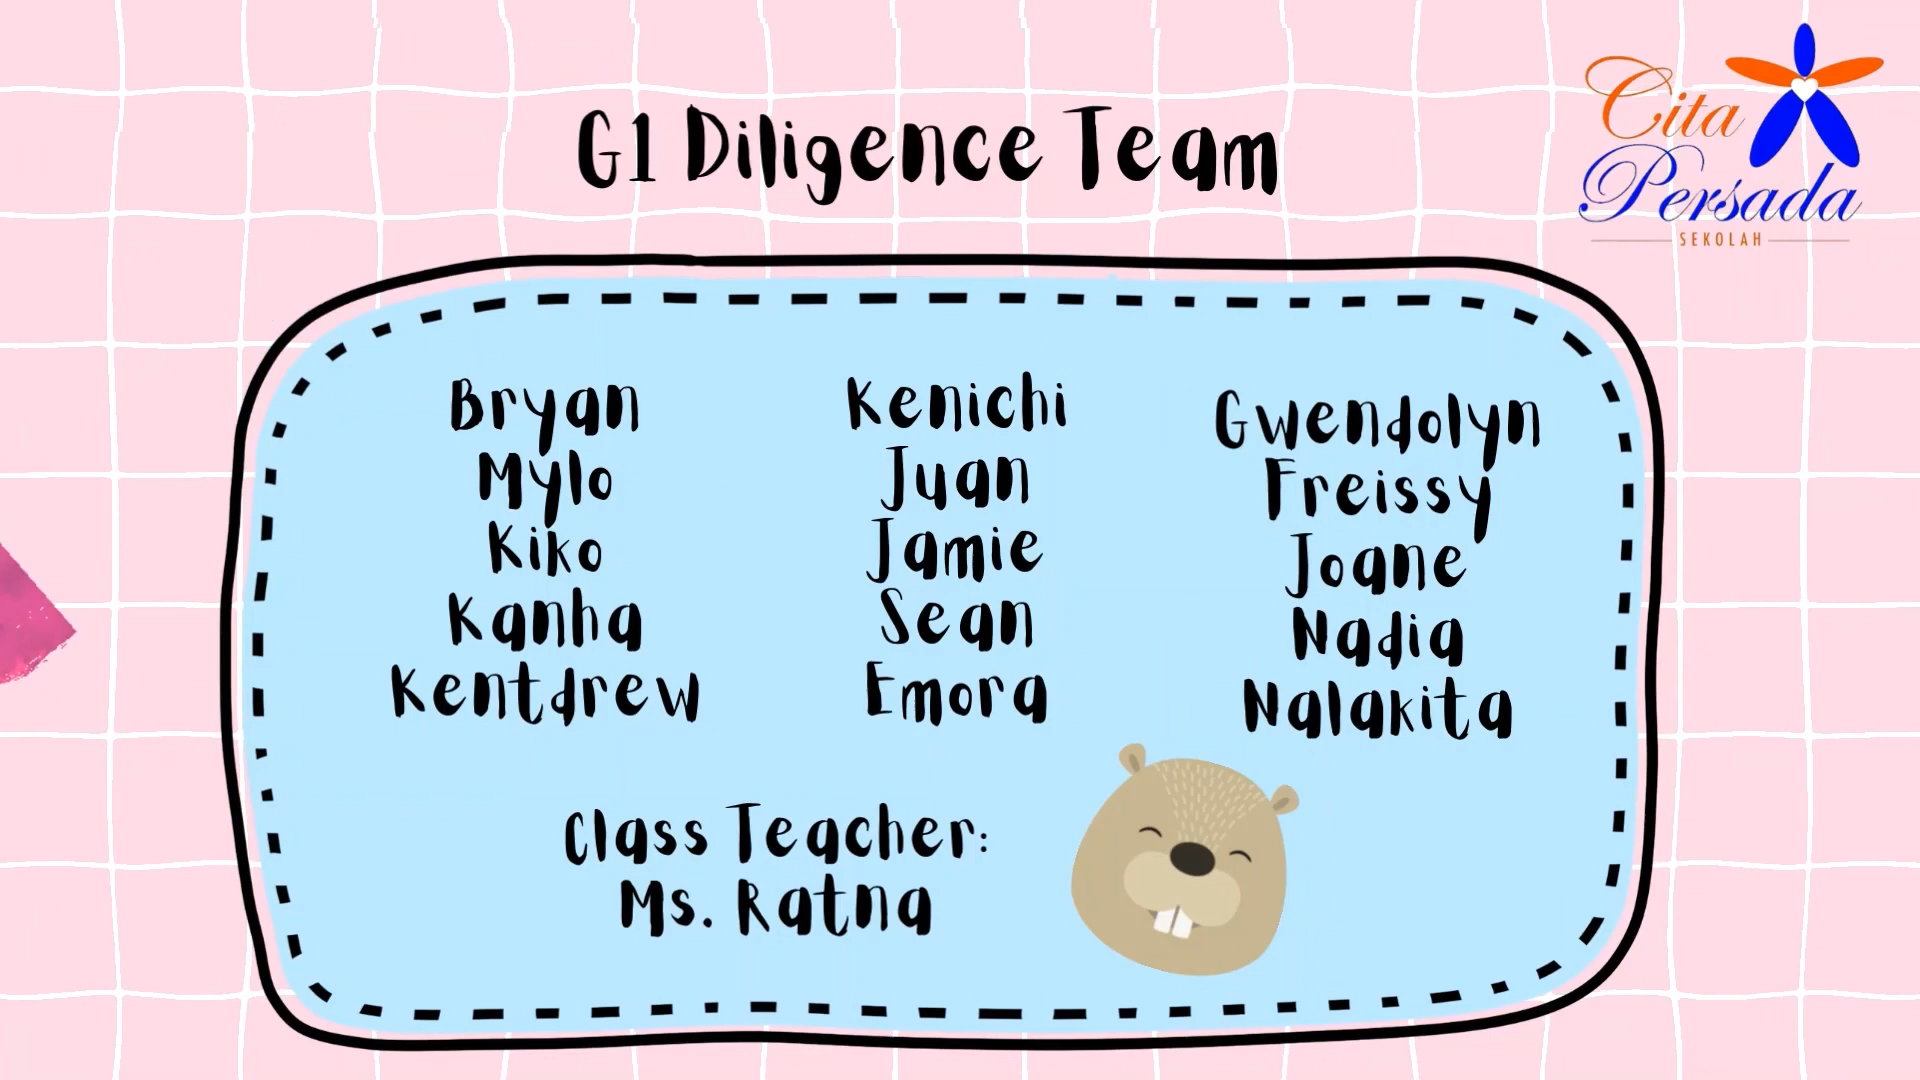 G1 Diligence Team
Cita
Persada
SEKOLAH
Bryan
Mylo
Kiko
Kanha
Kentdrew
Kenichi
Juan
Jamie
Sean
Emora
Gwendolyn
Freissy
Joane
Nadia
Nalakita
Class Teacher:
Ms. Ratna